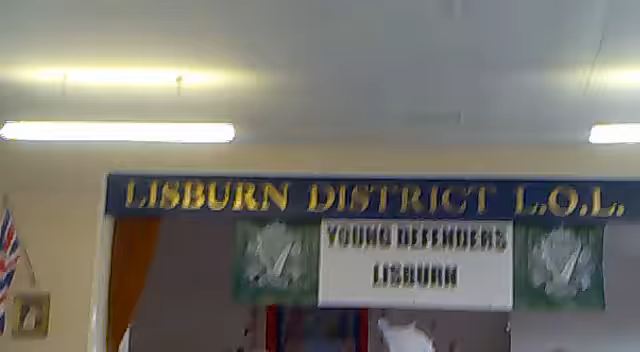 LISBURN DISTRICT L.O.L.
YOUNG DEFENDERS
LISBURN